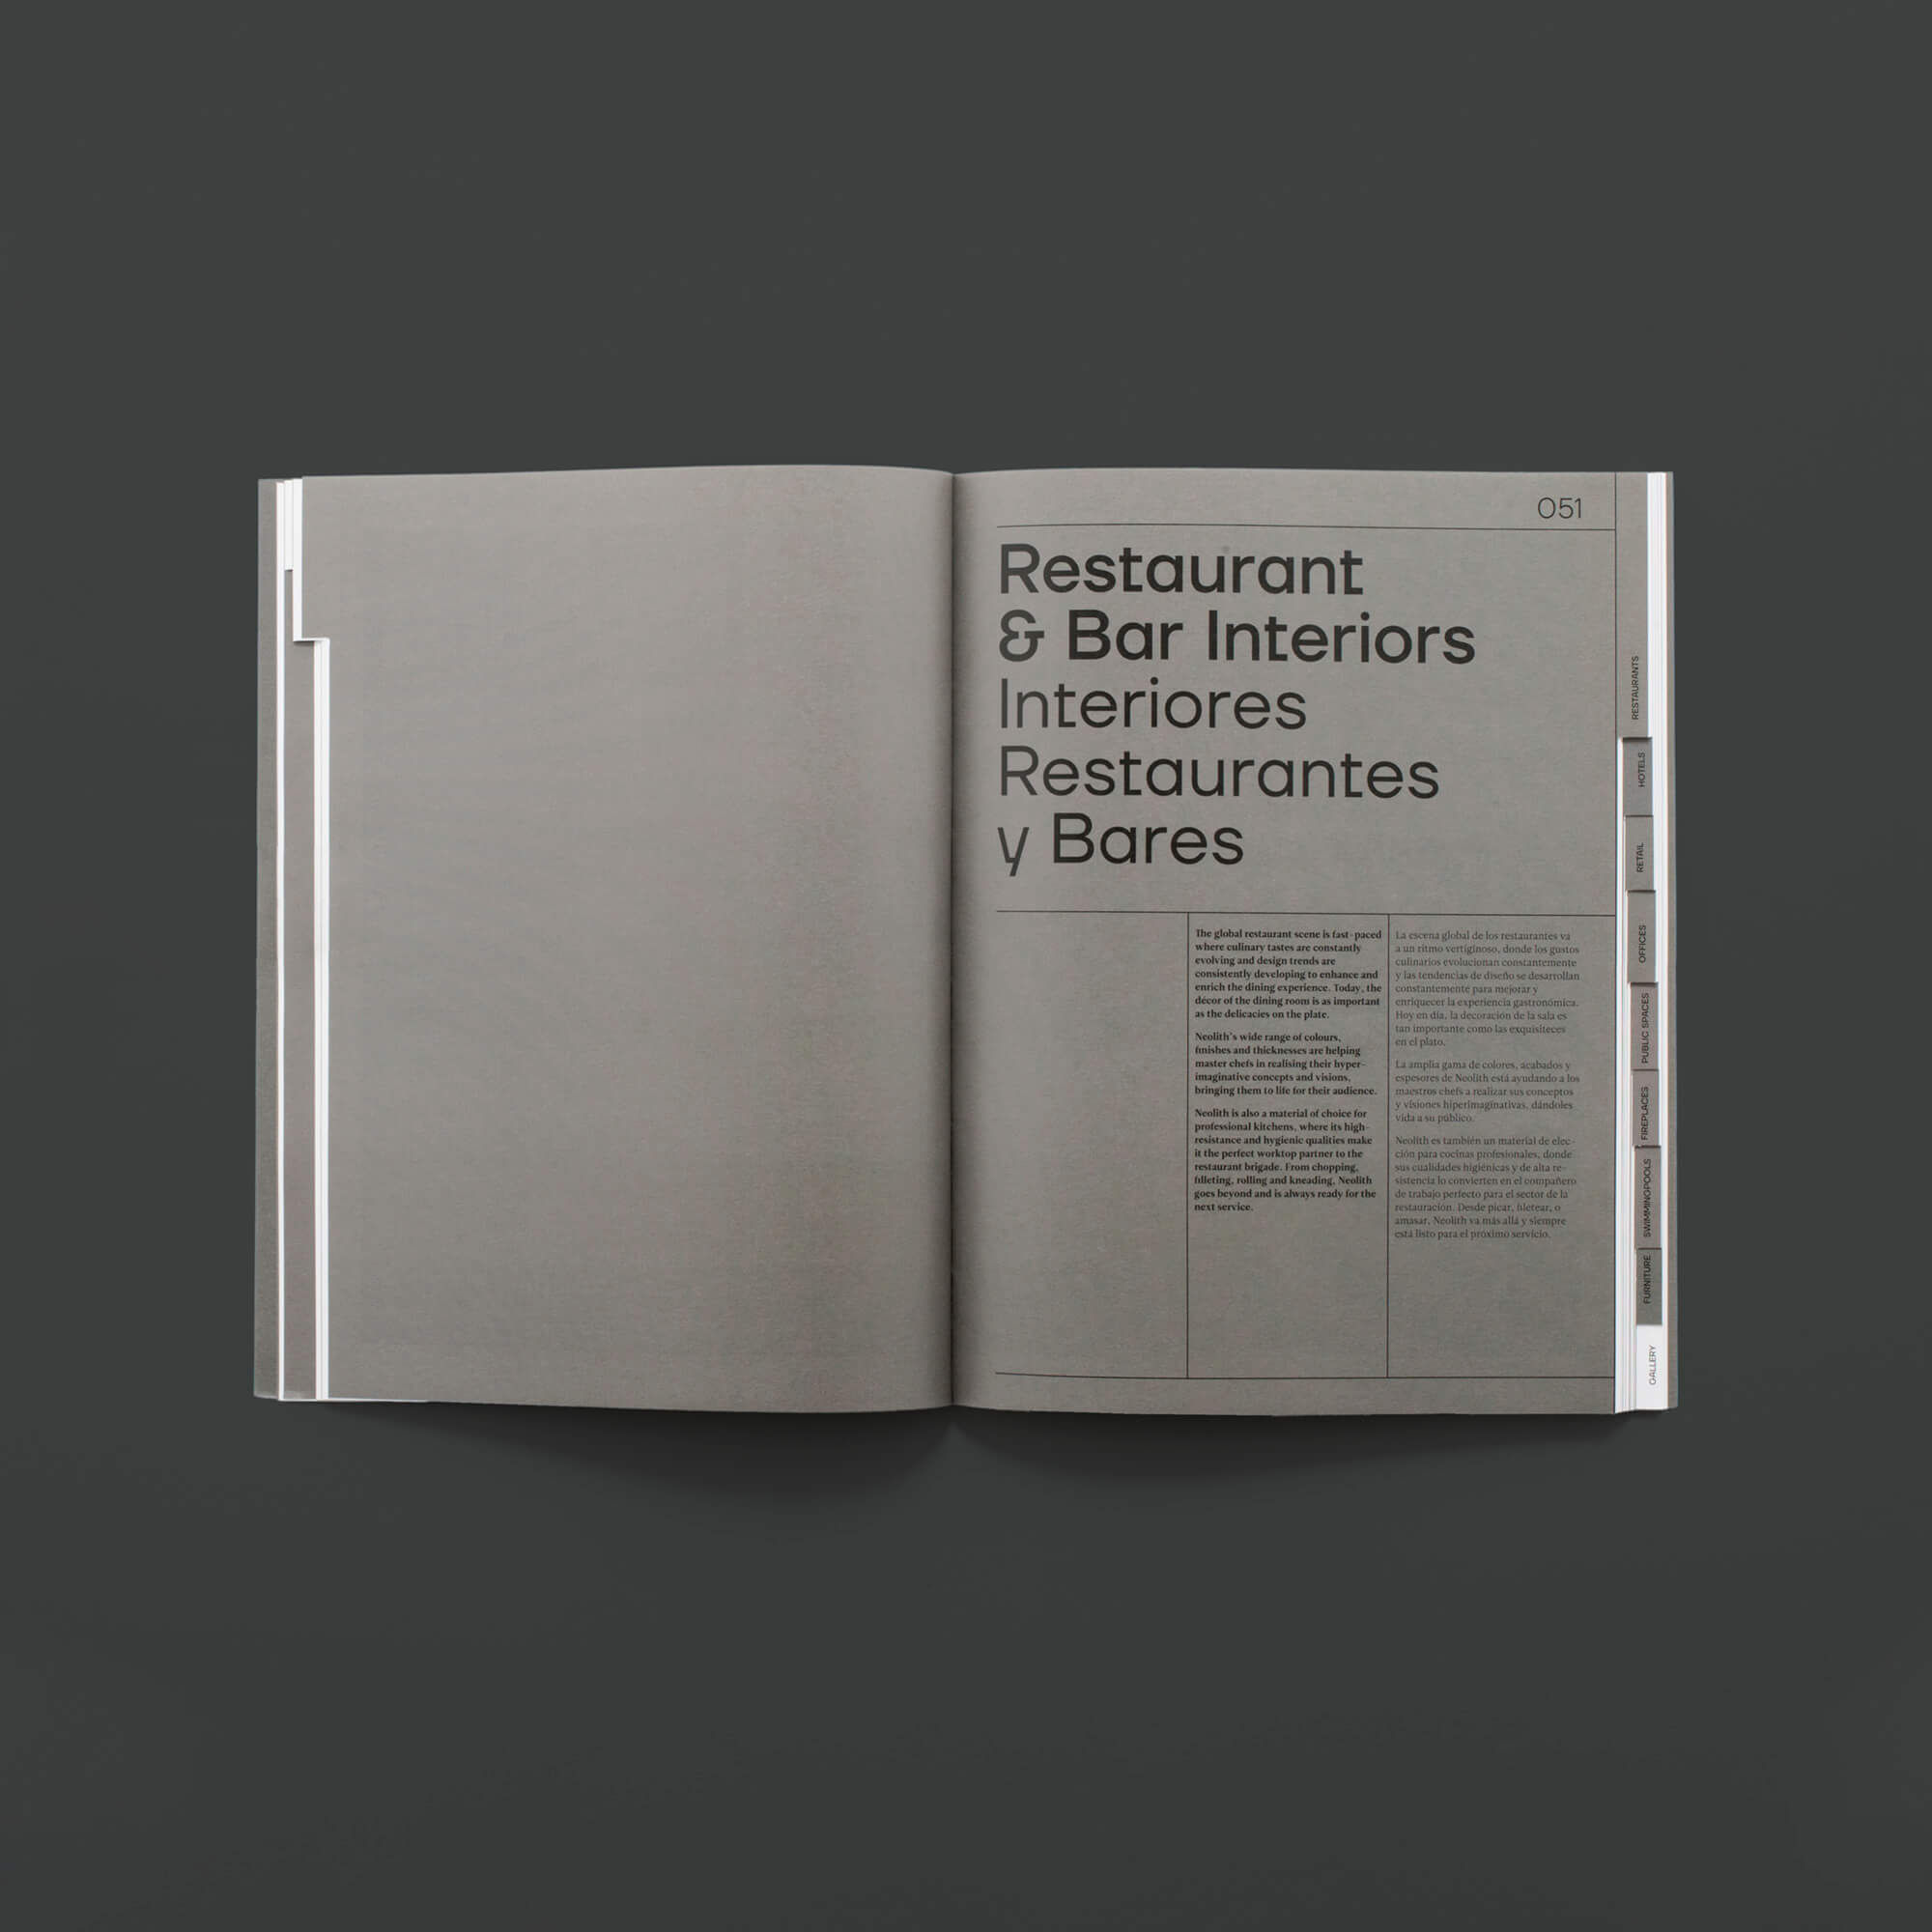 051
Restaurant
& Bar Interiors
Interiores
Restaurantes
y Bares
The global restaurant scene is fast-paced
where culinary tastes are constantly
evolving and design trends are
consistently developing to enhance and
enrich the dining experience. Today, the
décor of the dining room is as important
as the delicacies on the plate.
Neolith's wide range of colours,
finishes and thicknesses are helping
master chefs in realising their hyper-
imaginative concepts and visions,
bringing them to life for their audience.
Neolith is also a material of choice for
professional kitchens, where its high-
resistance and hygienic qualities make
it the perfect worktop partner to the
restaurant brigade. From chopping,
filleting, rolling and kneading, Neolith
goes beyond and is always ready for the
next service.
La escena global de los restaurantes va
a un ritmo vertiginoso, donde los gustos
culinarios evolucionan constantemente
y las tendencias de diseño se desarrollan
constantemente para mejorar y
enriquecer la experiencia gastronómica.
Hoy en día, la decoración de la sala es
tan importante como las exquisiteces
en el plato.
La amplia gama de colores, acabados y
espesores de Neolith está ayudando a los
maestros chefs a realizar sus conceptos
y visiones hiperimaginativas, dándoles
vida a su público.
Neolith es también un material de elec-
ción para cocinas profesionales, donde
sus cualidades higiénicas y de alta re-
sistencia lo convierten en el compañero
de trabajo perfecto para el sector de la
restauración. Desde picar, filetear, o
amasar, Neolith va más allá y siempre
está listo para el próximo servicio.
RESTAURANTS
HOTELS
RETAIL
OFFICES
PUBLIC SPACES
FIREPLACES
SWIMMINGPOOLS
FURNITURE
GALLERY